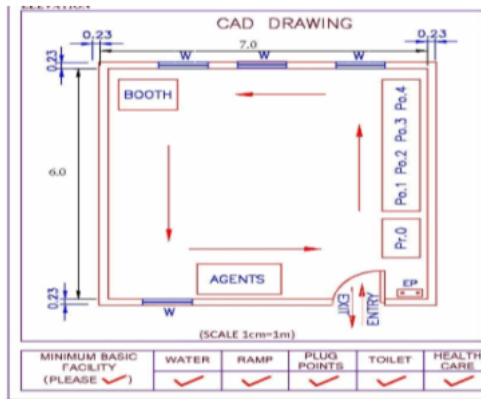 CAD DRAWING
0.23
7.0
0.23
W
W
W
0.23
BOOTH
Po.1 Po.2 Po.3 Po.4
6.0
Pr.0
AGENTS
EP
0.23
W
EXIT
ENTRY
(SCALE 1cm=1m)
MINIMUM BASIC
FACILITY
(PLEASE ✓)
WATER
RAMP
PLUG
POINTS
TOILET
HEALTH
CARE
✓ ✓ ✓ ✓ ✓